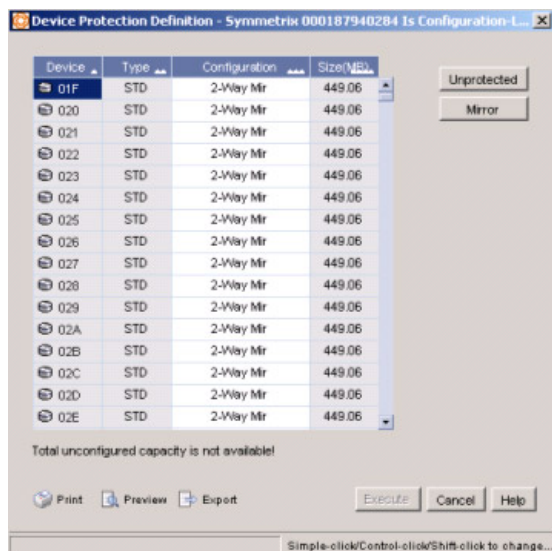 Device Protection Definition - Symmetrix 000187940284 Is Configuration-L...
Device Type Configuration Size(MB)
01F STD 2-Way Mir 449.06
020 STD 2-Way Mir 449.06
021 STD 2-Way Mir 449.06
022 STD 2-Way Mir 449.06
023 STD 2-Way Mir 449.06
024 STD 2-Way Mir 449.06
025 STD 2-Way Mir 449.06
026 STD 2-Way Mir 449.06
027 STD 2-Way Mir 449.06
028 STD 2-Way Mir 449.06
029 STD 2-Way Mir 449.06
02A STD 2-Way Mir 449.06
02B STD 2-Way Mir 449.06
02C STD 2-Way Mir 449.06
02D STD 2-Way Mir 449.06
02E STD 2-Way Mir 449.06
Unprotected
Mirror
Total unconfigured capacity is not available!
Print Preview Export Execute Cancel Help
Simple-click/Control-click/Shift-click to change...